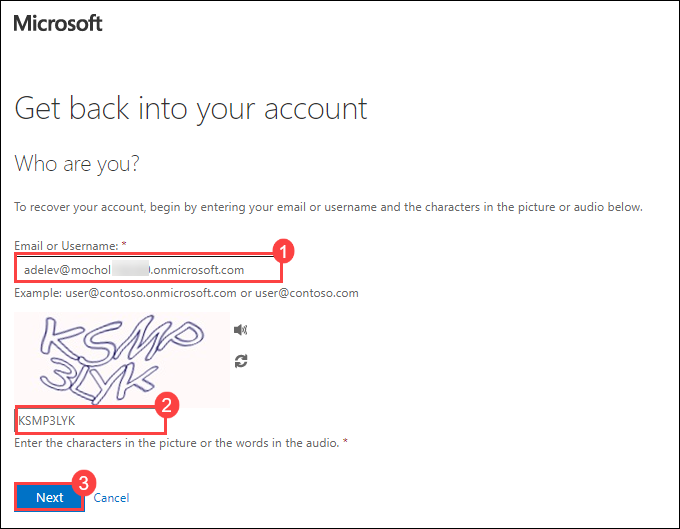 Microsoft
Get back into your account
Who are you?
To recover your account, begin by entering your email or username and the characters in the picture or audio below.
Email or Username: *
1
adelev@mochol .onmicrosoft.com
Example: user@contoso.onmicrosoft.com or user@contoso.com
KSMP
3LYK
2
KSMP3LYK
Enter the characters in the picture or the words in the audio. *
3
Next Cancel